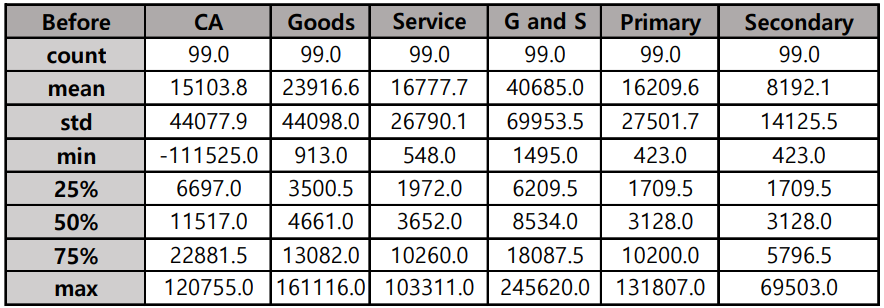 Before CA Goods Service G and S Primary Secondary
count 99.0 99.0 99.0 99.0 99.0 99.0
mean 15103.8 23916.6 16777.7 40685.0 16209.6 8192.1
std 44077.9 44098.0 26790.1 69953.5 27501.7 14125.5
min -111525.0 913.0 548.0 1495.0 423.0 423.0
25% 6697.0 3500.5 1972.0 6209.5 1709.5 1709.5
50% 11517.0 4661.0 3652.0 8534.0 3128.0 3128.0
75% 22881.5 13082.0 10260.0 18087.5 10200.0 5796.5
max 120755.0 161116.0 103311.0 245620.0 131807.0 69503.0